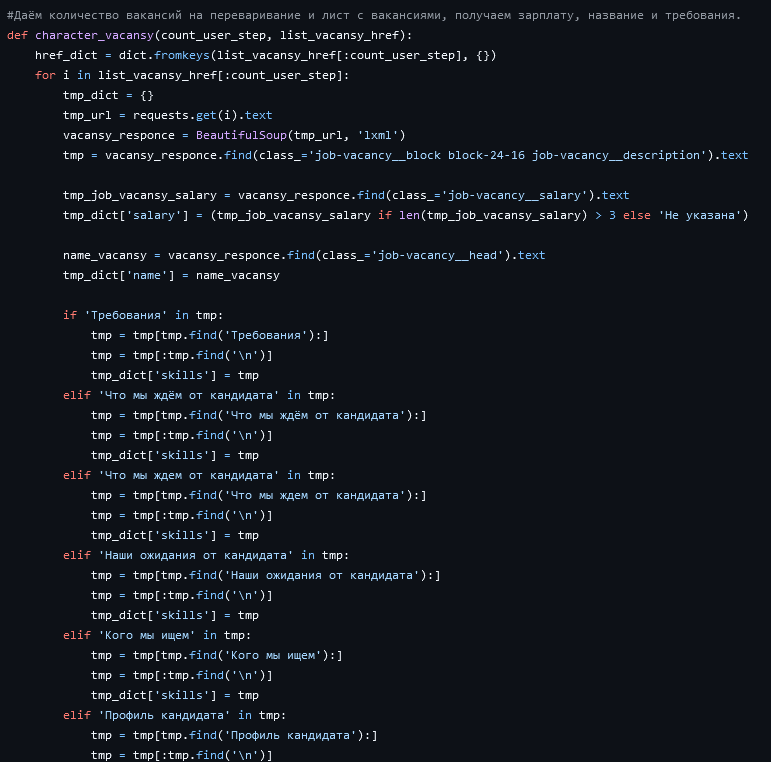 #Даём количество вакансий на переваривание и лист с вакансиями, получаем зарплату, название и требования.
def character_vacansy(count_user_step, list_vacansy_href):
    href_dict = dict.fromkeys(list_vacansy_href[:count_user_step], {})
    for i in list_vacansy_href[:count_user_step]:
        tmp_dict = {}
        tmp_url = requests.get(i).text
        vacansy_responce = BeautifulSoup(tmp_url, 'lxml')
        tmp = vacansy_responce.find(class_='job-vacancy__block block-24-16 job-vacancy__description').text

        tmp_job_vacansy_salary = vacansy_responce.find(class_='job-vacancy__salary').text
        tmp_dict['salary'] = (tmp_job_vacansy_salary if len(tmp_job_vacansy_salary) > 3 else 'Не указана')

        name_vacansy = vacansy_responce.find(class_='job-vacancy__head').text
        tmp_dict['name'] = name_vacansy

        if 'Требования' in tmp:
            tmp = tmp[tmp.find('Требования'):]
            tmp = tmp[:tmp.find('\n')]
            tmp_dict['skills'] = tmp
        elif 'Что мы ждём от кандидата' in tmp:
            tmp = tmp[tmp.find('Что мы ждём от кандидата'):]
            tmp = tmp[:tmp.find('\n')]
            tmp_dict['skills'] = tmp
        elif 'Что мы ждем от кандидата' in tmp:
            tmp = tmp[tmp.find('Что мы ждем от кандидата'):]
            tmp = tmp[:tmp.find('\n')]
            tmp_dict['skills'] = tmp
        elif 'Наши ожидания от кандидата' in tmp:
            tmp = tmp[tmp.find('Наши ожидания от кандидата'):]
            tmp = tmp[:tmp.find('\n')]
            tmp_dict['skills'] = tmp
        elif 'Кого мы ищем' in tmp:
            tmp = tmp[tmp.find('Кого мы ищем'):]
            tmp = tmp[:tmp.find('\n')]
            tmp_dict['skills'] = tmp
        elif 'Профиль кандидата' in tmp:
            tmp = tmp[tmp.find('Профиль кандидата'):]
            tmp = tmp[:tmp.find('\n')]